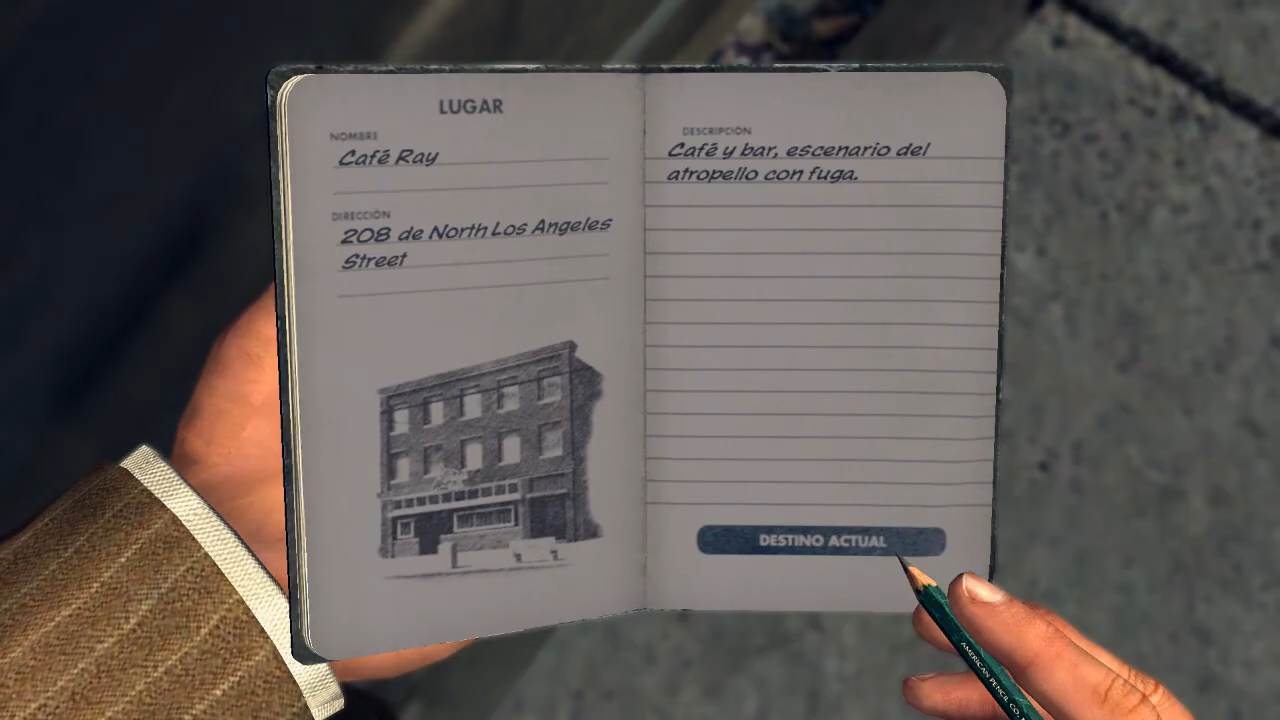 LUGAR
NOMBRE
Café Ray
DIRECCIÓN
208 de North Los Angeles
Street
DESCRIPCIÓN
Café y bar, escenario del
atropello con fuga.
DESTINO ACTUAL
AMERICAN PENCIL CO.